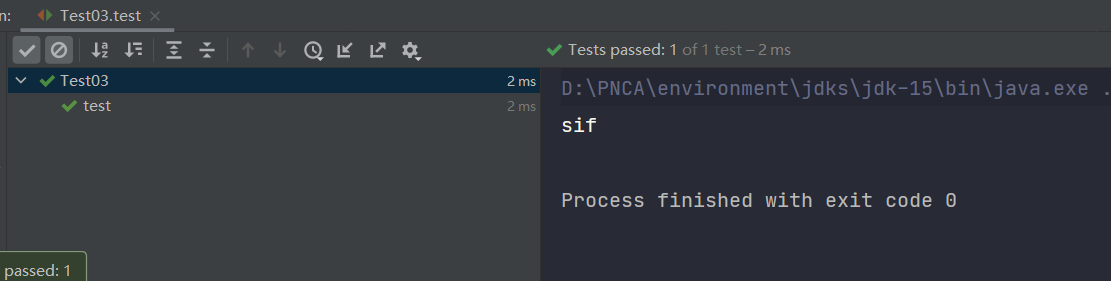 n:
Test03.test
Tests passed: 1 of 1 test – 2 ms
Test03 2 ms
test 2 ms
D:\PNCA\environment\jdks\jdk-15\bin\java.exe .
sif
Process finished with exit code 0
passed: 1